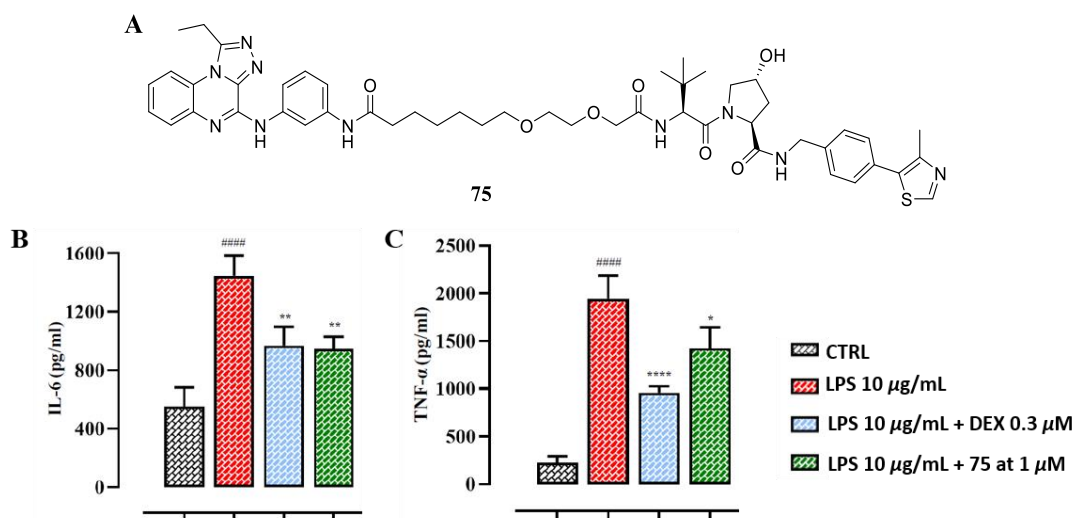 A
N N N N
N H
N H
O
O
O
O
N H
O
N
OH
O
N H
S
N
75
B
IL-6 (pg/ml)
1600
1200
800
400
0
####
**
**
C
TNF-α (pg/ml)
2500
2000
1500
1000
500
0
####
****
*
CTRL
LPS 10 μg/mL
LPS 10 μg/mL + DEX 0.3 μM
LPS 10 μg/mL + 75 at 1 μM